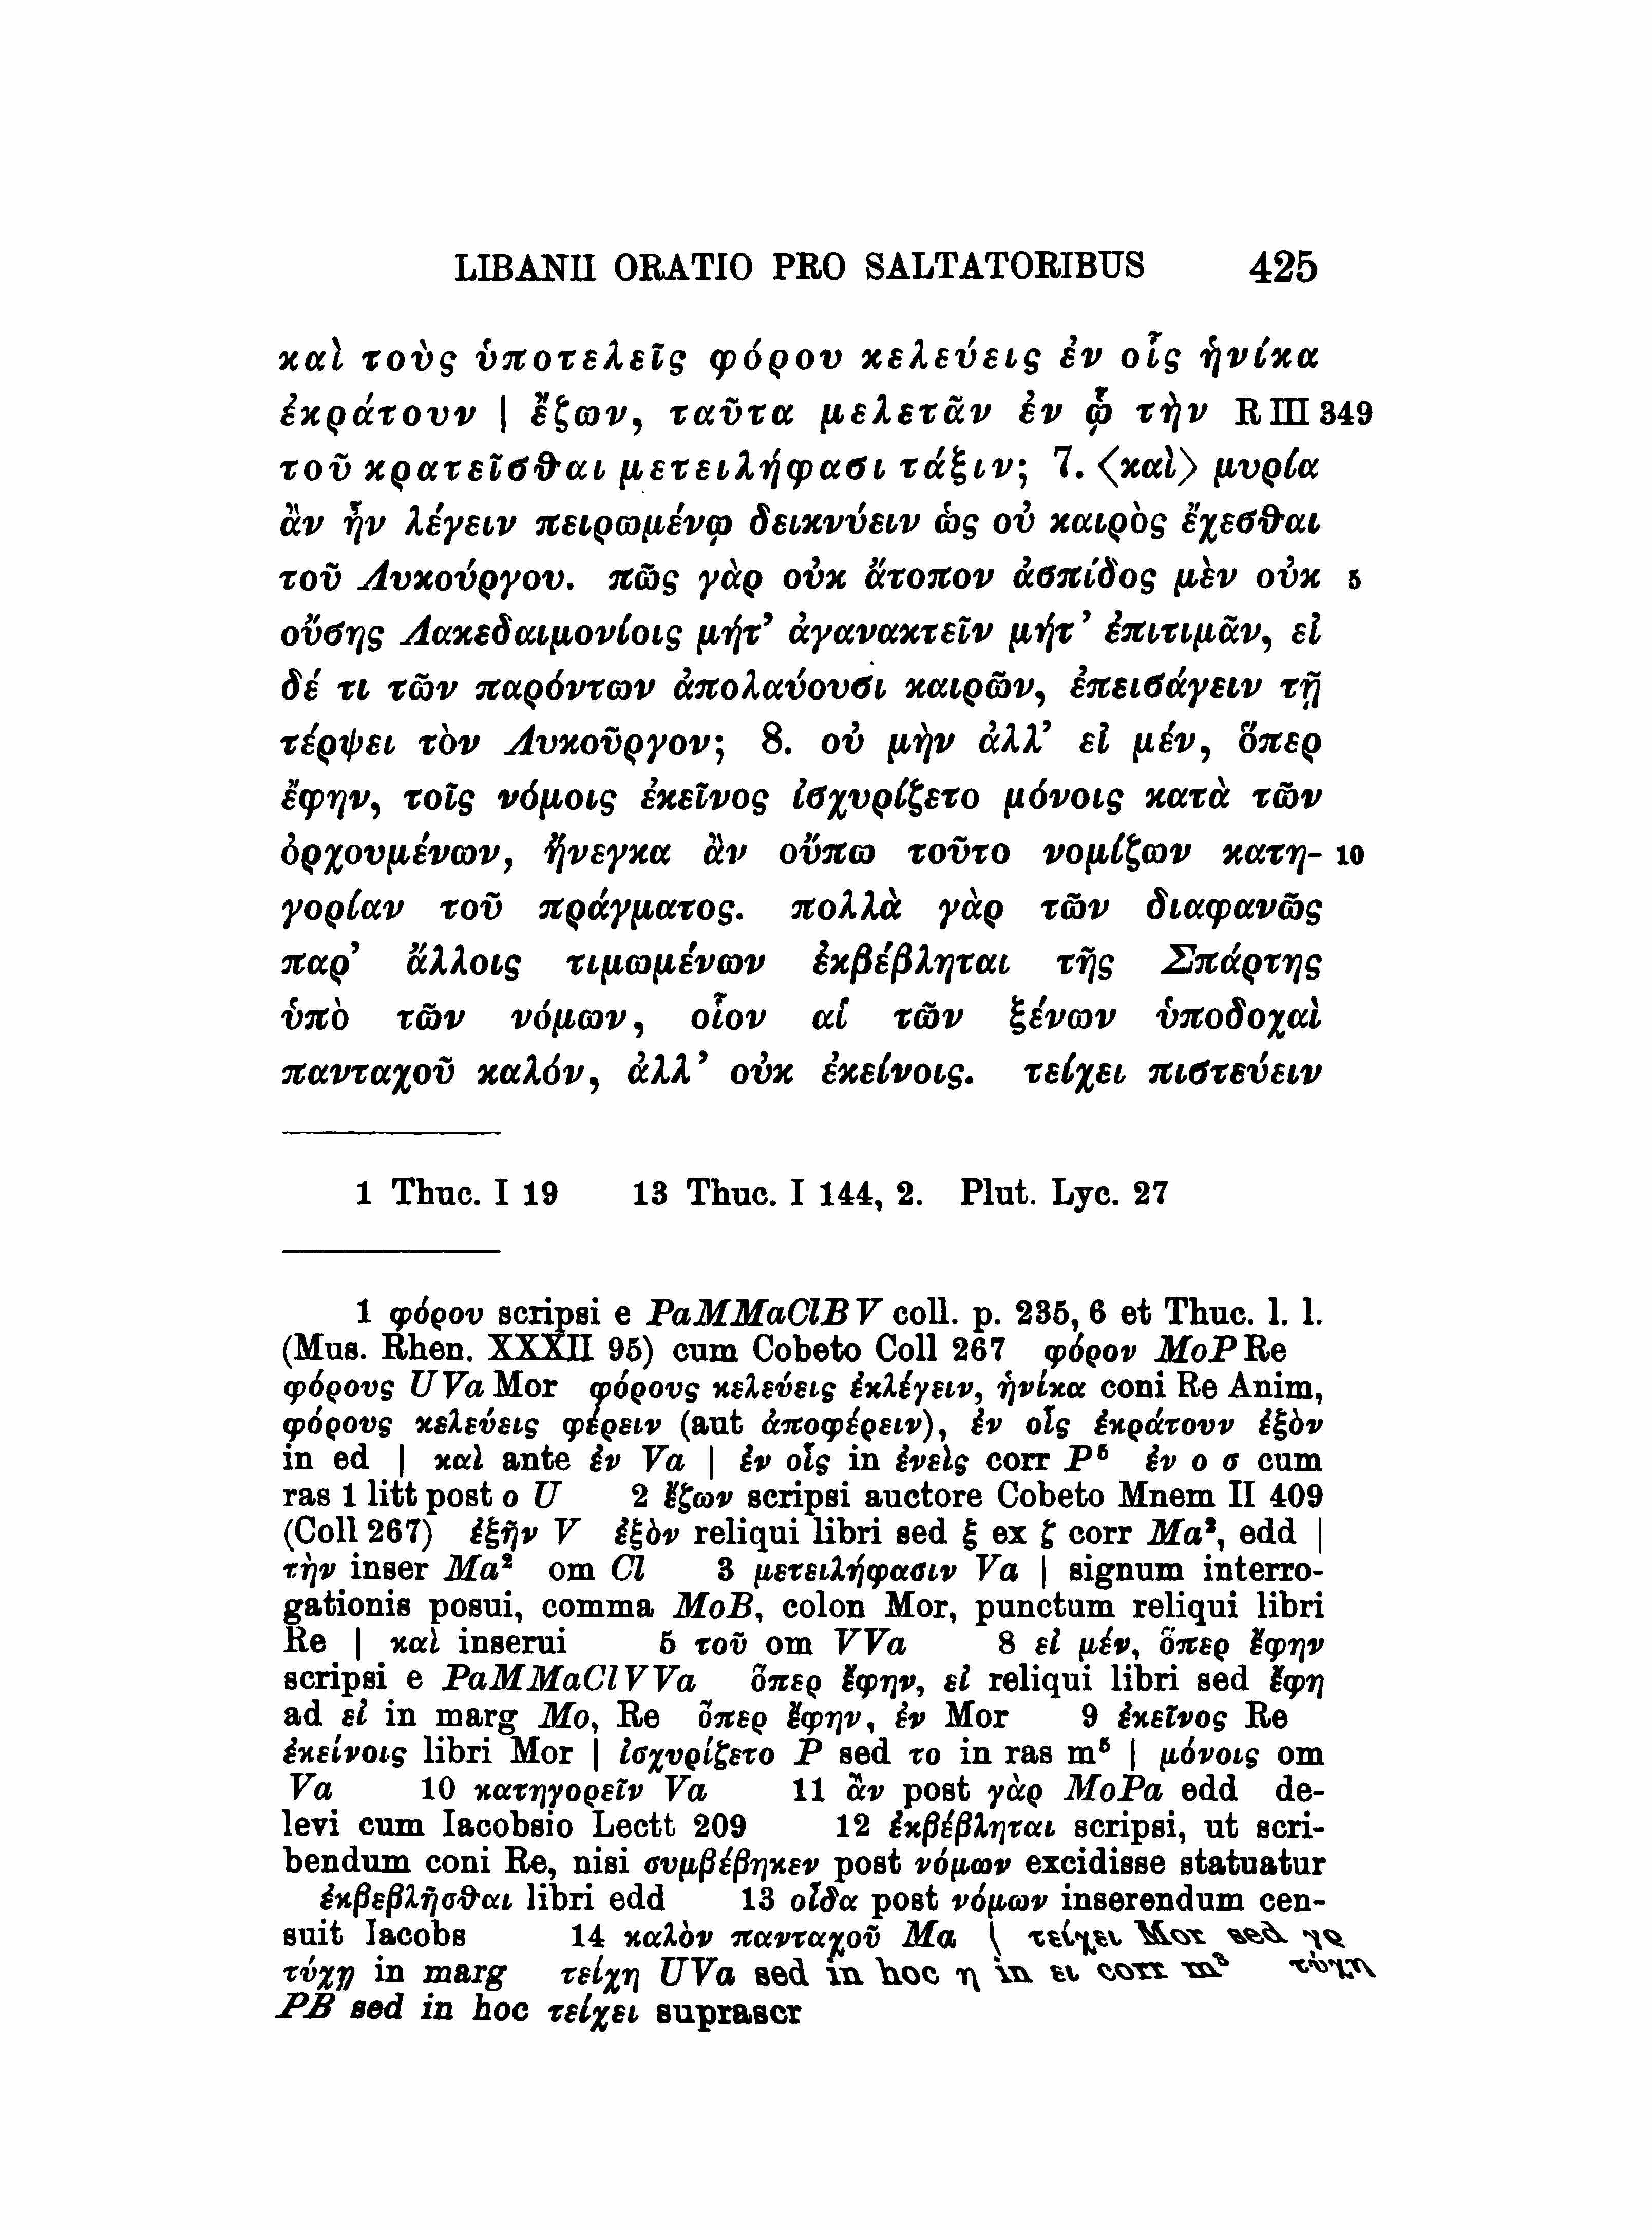 LIBANII ORATIO PRO SALTATORIBUS 425
καὶ τοὺς ὑποτελεῖς φόρου κελεύεις ἐν οἷς ἡνίκα
ἐκράτουν | ἔζων, ταῦτα μελετᾶν ἐν ᾧ τὴν R III 349
τοῦ κρατεῖσθαι μετειλήφασι τάξιν; 7. ⟨καὶ⟩ μυρία
ἂν ἦν λέγειν πειρωμένῳ δεικνύειν ὡς οὐ καιρὸς ἔχεσθαι
τοῦ Λυκούργου. πῶς γὰρ οὐκ ἄτοπον ἀσπίδος μὲν οὐκ 5
οὔσης Λακεδαιμονίοις μήτ’ ἀγανακτεῖν μήτ’ ἐπιτιμᾶν, εἰ
δέ τι τῶν παρόντων ἀπολαύουσι καιρῶν, ἐπεισάγειν τῇ
τέρψει τὸν Λυκοῦργον; 8. οὐ μὴν ἀλλ’ εἰ μέν, ὅπερ
ἔφην, τοῖς νόμοις ἐκεῖνος ἰσχυρίζετο μόνοις κατὰ τῶν
ὀρχουμένων, ἤνεγκα ἂν οὔπω τοῦτο νομίζων κατη- 10
γορίαν τοῦ πράγματος. πολλὰ γὰρ τῶν διαφανῶς
παρ’ ἄλλοις τιμωμένων ἐκβέβληται τῆς Σπάρτης
ὑπὸ τῶν νόμων, οἷον αἱ τῶν ξένων ὑποδοχαὶ
πανταχοῦ καλόν, ἀλλ’ οὐκ ἐκείνοις. τείχει πιστεύειν
1 Thuc. I 19 13 Thuc. I 144, 2. Plut. Lyc. 27
1 φόρου scripsi e PaMMaClBV coll. p. 235, 6 et Thuc. l. l.
(Mus. Rhen. XXXII 95) cum Cobeto Coll 267 φόρον MoP Re
φόρους UVa Mor φόρους κελεύεις ἐκλέγειν, ἡνίκα coni Re Anim,
φόρους κελεύεις φέρειν (aut ἀποφέρειν), ἐν οἷς ἐκράτουν ἐξὸν
in ed | καὶ ante ἐν Va | ἐν οἷς in ἐνεὶς corr P⁵ ἐν ο σ cum
ras 1 litt post ο U 2 ἔζων scripsi auctore Cobeto Mnem II 409
(Coll 267) ἐξῆν V ἐξὸν reliqui libri sed ξ ex ζ corr Ma², edd |
τὴν inser Ma² om Cl 3 μετειλήφασιν Va | signum interro-
gationis posui, comma MoB, colon Mor, punctum reliqui libri
Re | καὶ inserui 5 τοῦ om VVa 8 εἰ μέν, ὅπερ ἔφην
scripsi e PaMMaClVVa ὅπερ ἔφην, εἰ reliqui libri sed ἔφη
ad εἰ in marg Mo, Re ὅπερ ἔφην, ἐν Mor 9 ἐκεῖνος Re
ἐκείνοις libri Mor | ἰσχυρίζετο P sed το in ras m⁵ | μόνοις om
Va 10 κατηγορεῖν Va 11 ἂν post γὰρ MoPa edd de-
levi cum Iacobsio Lectt 209 12 ἐκβέβληται scripsi, ut scri-
bendum coni Re, nisi συμβέβηκεν post νόμων excidisse statuatur
ἐκβεβλῆσθαι libri edd 13 οἶδα post νόμων inserendum cen-
suit Iacobs 14 καλὸν πανταχοῦ Ma | τείχει Mor sed γρ
τύχῃ in marg τείχη UVa sed in hoc η in ει corr m³ τύχη
PB sed in hoc τείχει suprascr